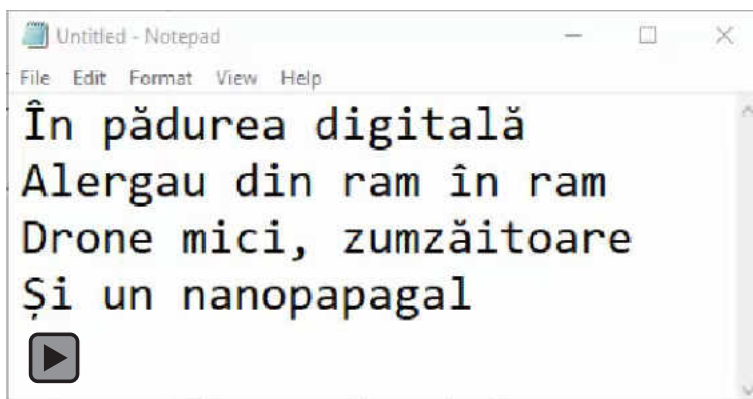 Untitled - Notepad
File Edit Format View Help
În pădurea digitală
Alergau din ram în ram
Drone mici, zumzăitoare
Și un nanopapagal